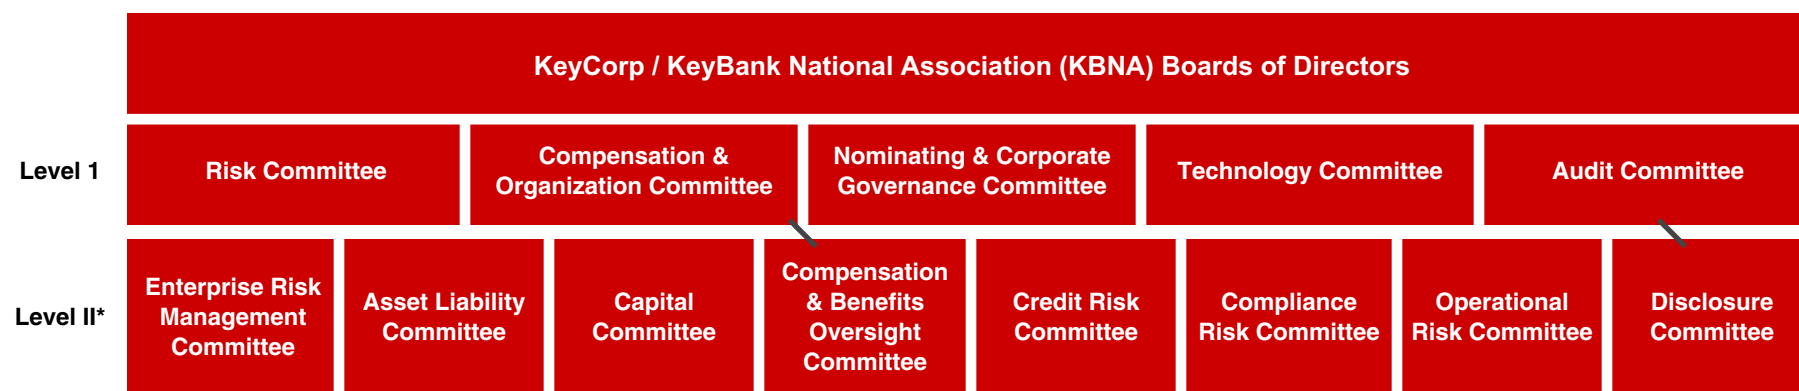 KeyCorp / KeyBank National Association (KBNA) Boards of Directors
Level 1
Risk Committee
Compensation &
Organization Committee
Nominating & Corporate
Governance Committee
Technology Committee
Audit Committee
Level II*
Enterprise Risk
Management
Committee
Asset Liability
Committee
Capital
Committee
Compensation
& Benefits
Oversight
Committee
Credit Risk
Committee
Compliance
Risk Committee
Operational
Risk Committee
Disclosure
Committee